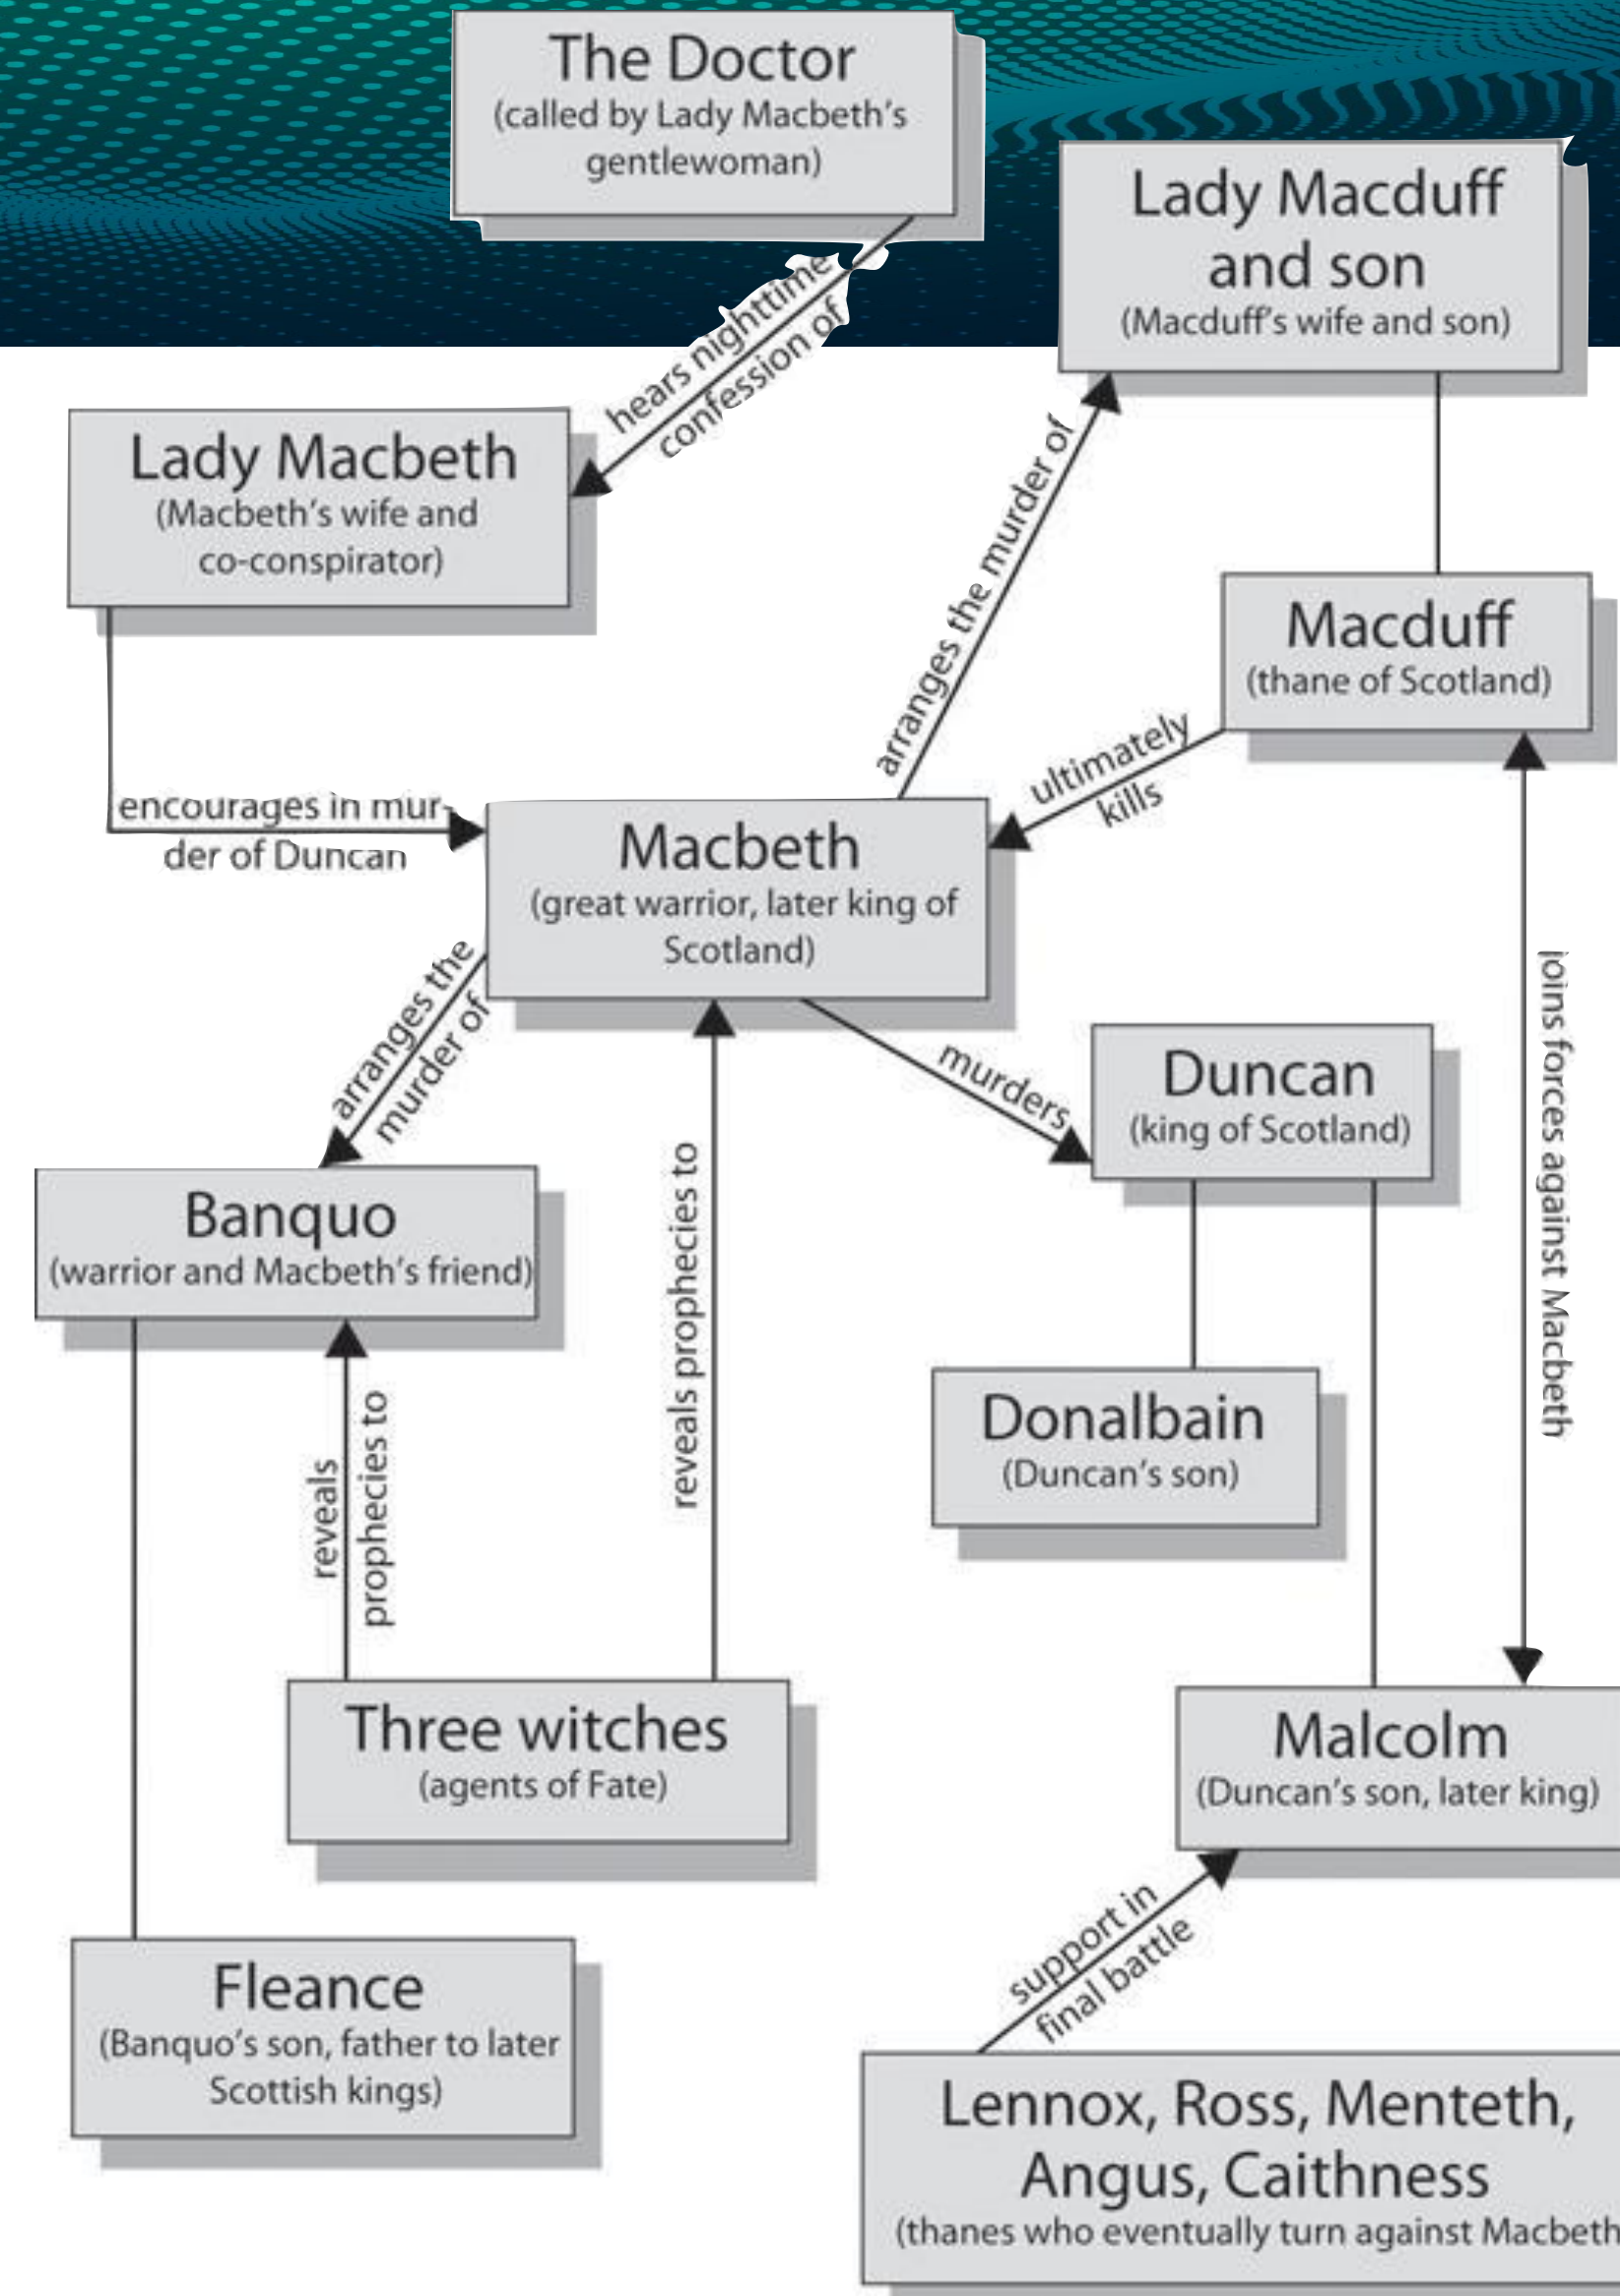 The Doctor
(called by Lady Macbeth's
gentlewoman)
Lady Macduff
and son
(Macduff's wife and son)
hears nighttime
confession of
Lady Macbeth
(Macbeth's wife and
co-conspirator)
arranges the murder of
Macduff
(thane of Scotland)
ultimately
kills
encourages in mur-
der of Duncan
Macbeth
(great warrior, later king of
Scotland)
arranges the
murder of
murders
Duncan
(king of Scotland)
joins forces against Macbeth
Banquo
(warrior and Macbeth's friend)
reveals prophecies to
reveals
prophecies to
Donalbain
(Duncan's son)
Three witches
(agents of Fate)
Malcolm
(Duncan's son, later king)
support in
final battle
Fleance
(Banquo's son, father to later
Scottish kings)
Lennox, Ross, Menteth,
Angus, Caithness
(thanes who eventually turn against Macbeth